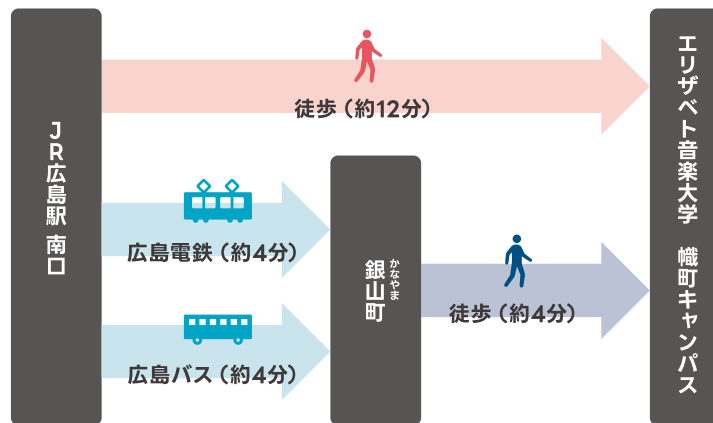 JR広島駅 南口
徒歩（約12分）
広島電鉄（約4分）
広島バス（約4分）
かなやま
銀山町
徒歩（約4分）
エリザベト音楽大学 幟町キャンパス